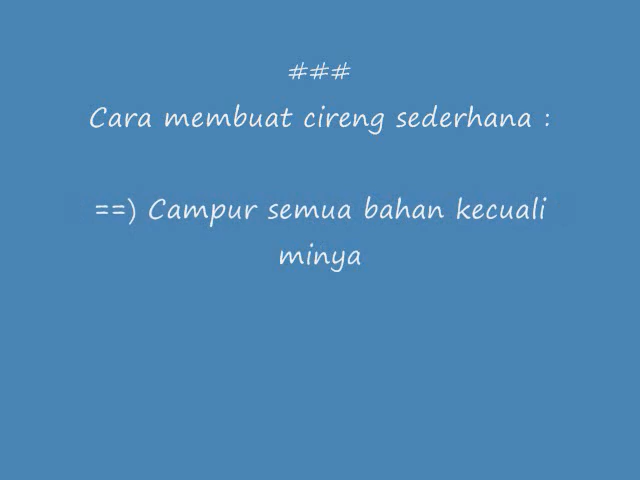 ###
Cara membuat cireng sederhana :
==) Campur semua bahan kecuali
minya